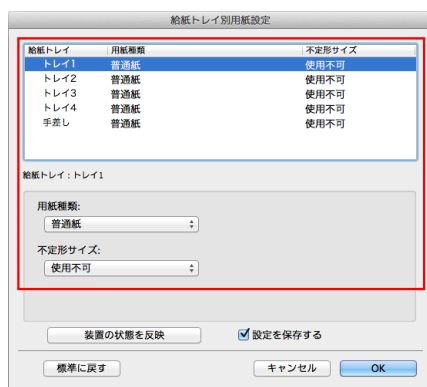 給紙トレイ別用紙設定
給紙トレイ 用紙種類 不定形サイズ
トレイ1 普通紙 使用不可
トレイ2 普通紙 使用不可
トレイ3 普通紙 使用不可
トレイ4 普通紙 使用不可
手差し 普通紙 使用不可
給紙トレイ : トレイ1
用紙種類:
普通紙
不定形サイズ:
使用不可
装置の状態を反映 設定を保存する
標準に戻す キャンセル OK